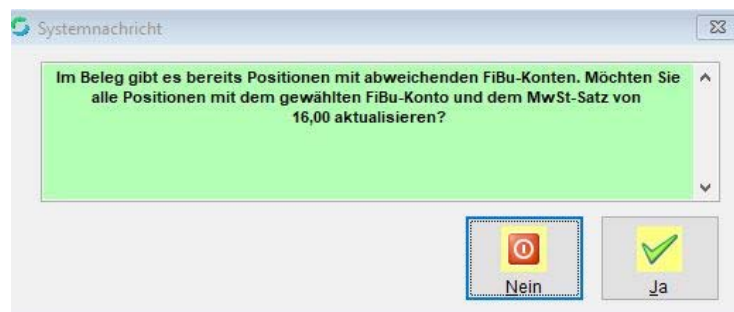 Systemnachricht
Im Beleg gibt es bereits Positionen mit abweichenden FiBu-Konten. Möchten Sie
alle Positionen mit dem gewählten FiBu-Konto und dem MwSt-Satz von
16,00 aktualisieren?
Nein
Ja